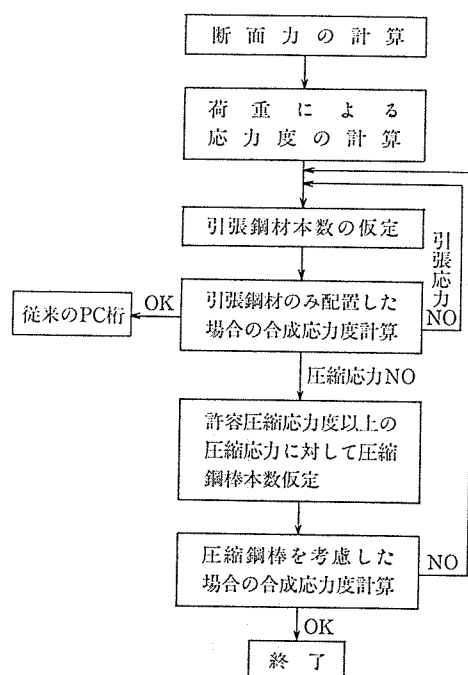 断面力の計算
荷重による
応力度の計算
引張鋼材本数の仮定
引張応力
NO
引張鋼材のみ配置した
場合の合成応力度計算
OK
従来のPC桁
圧縮応力NO
許容圧縮応力度以上の
圧縮応力に対して圧縮
鋼棒本数仮定
圧縮鋼棒を考慮した
場合の合成応力度計算
NO
OK
終了